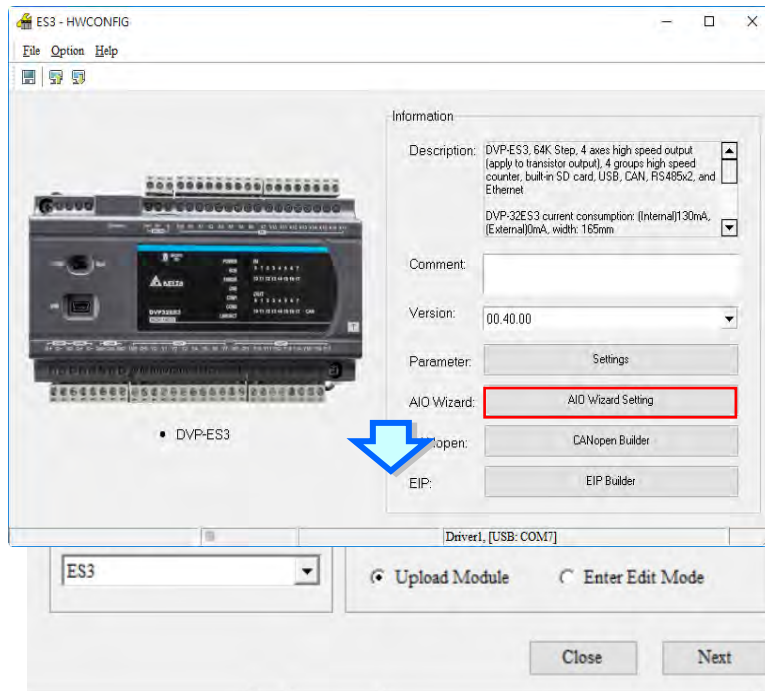 ES3 - HWCONFIG
File Option Help
Information
Description:
DVP-ES3, 64K Step, 4 axes high speed output
(apply to transistor output), 4 groups high speed
counter, built-in SD card, USB, CAN, RS485x2, and
Ethernet
DVP-32ES3 current consumption: (Internal)130mA,
(External)0mA, width: 165mm
Comment:
Version:
00.40.00
Parameter:
Settings
AIO Wizard:
AIO Wizard Setting
open:
CANopen Builder
EIP:
EIP Builder
DELTA
DVP32ES3
• DVP-ES3
Driver1, [USB: COM7]
ES3
Upload Module
Enter Edit Mode
Close
Next